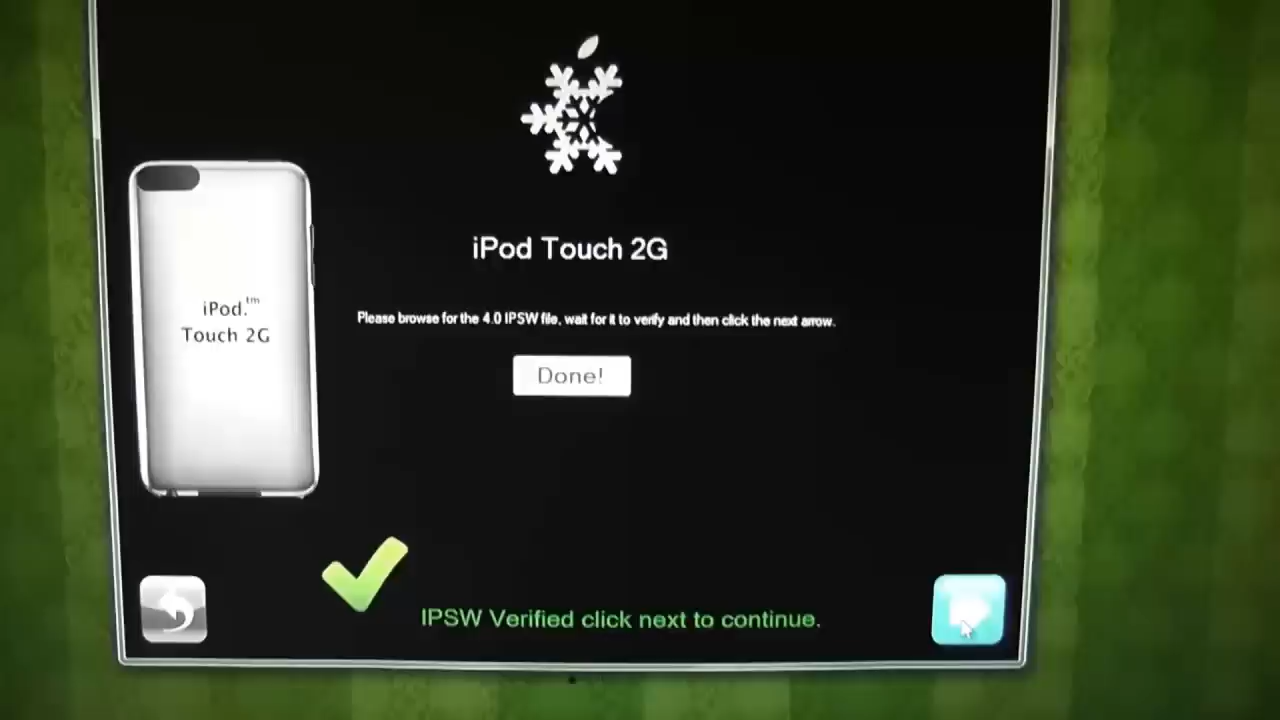 iPod Touch 2G
iPod.™
Touch 2G
Please browse for the 4.0 IPSW file, wait for it to verify and then click the next arrow.
Done!
IPSW Verified click next to continue.